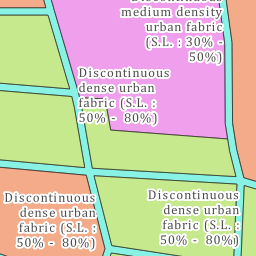 Discontinuous
medium density
urban fabric
(S.L. : 30% -
50%)
Discontinuous
dense urban
fabric (S.L. :
50% -  80%)
Discontinuous
dense urban
fabric (S.L. :
50% -  80%)
Discontinuous
dense urban
fabric (S.L. :
50% -  80%)